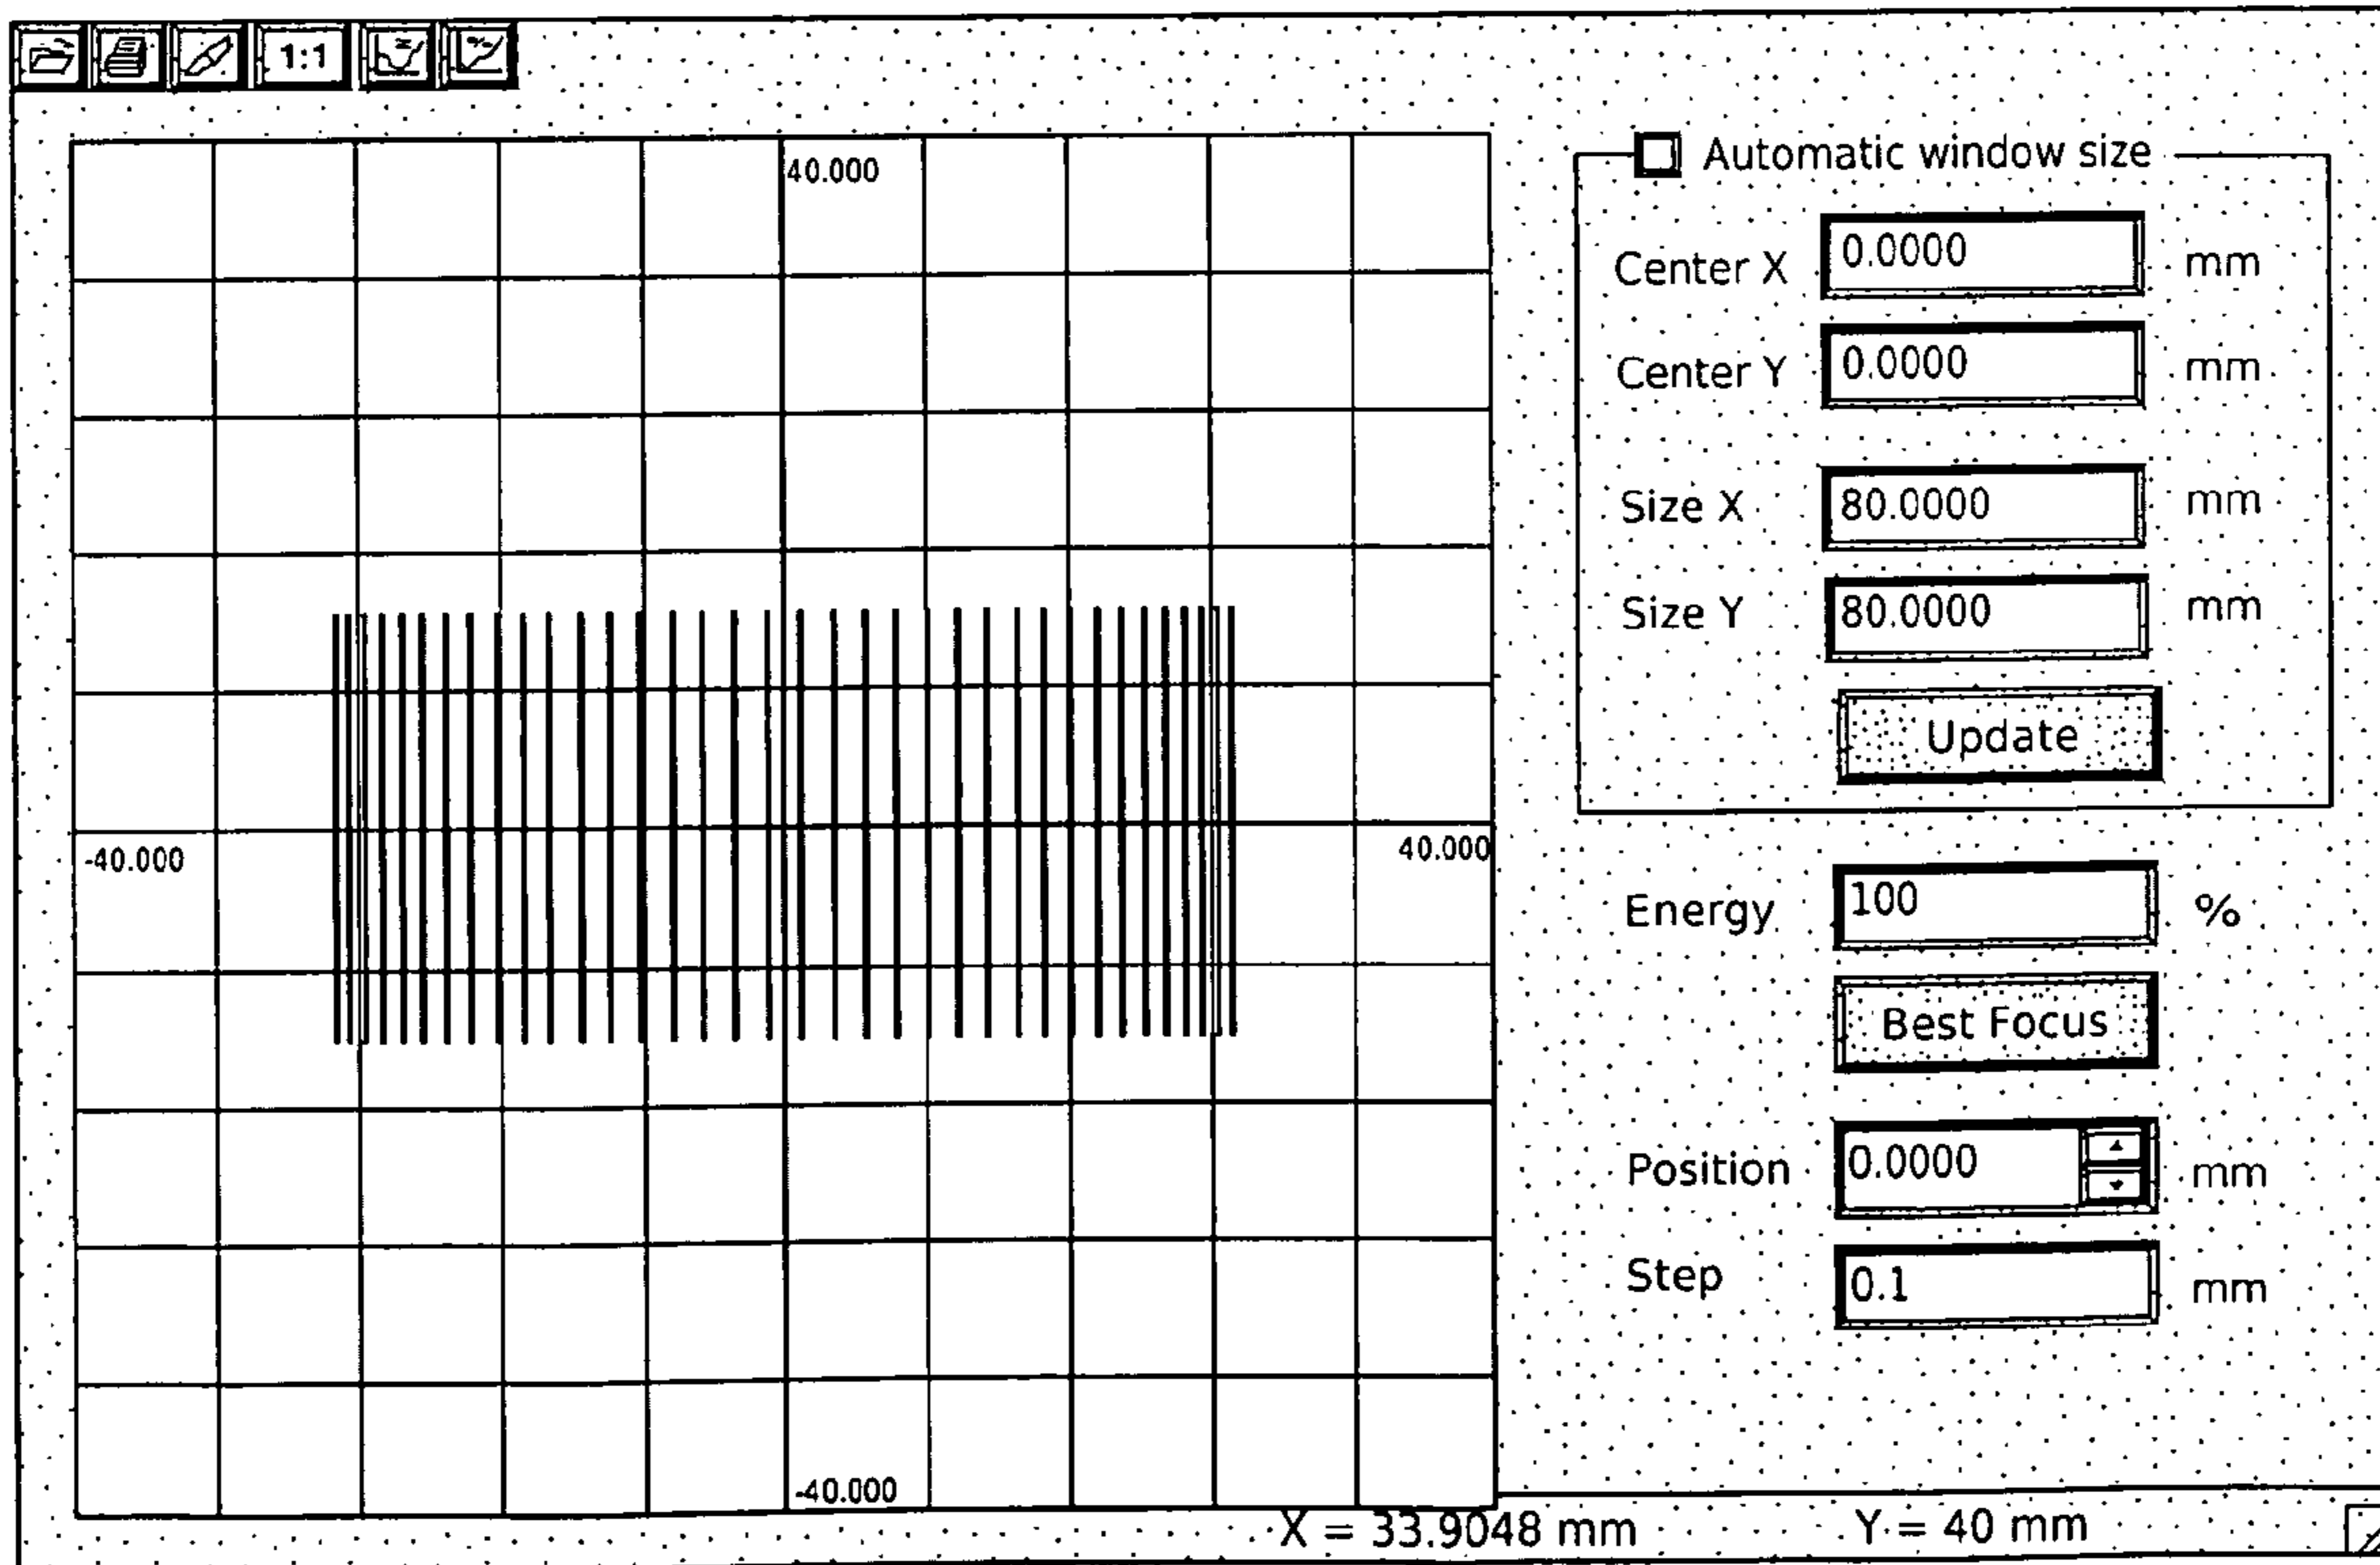 1:1
40.000
-40.000
40.000
-40.000
Automatic window size
Center X 0.0000 mm
Center Y 0.0000 mm
Size X 80.0000 mm
Size Y 80.0000 mm
Update
Energy 100 %
Best Focus
Position 0.0000 mm
Step 0.1 mm
X = 33.9048 mm Y = 40 mm